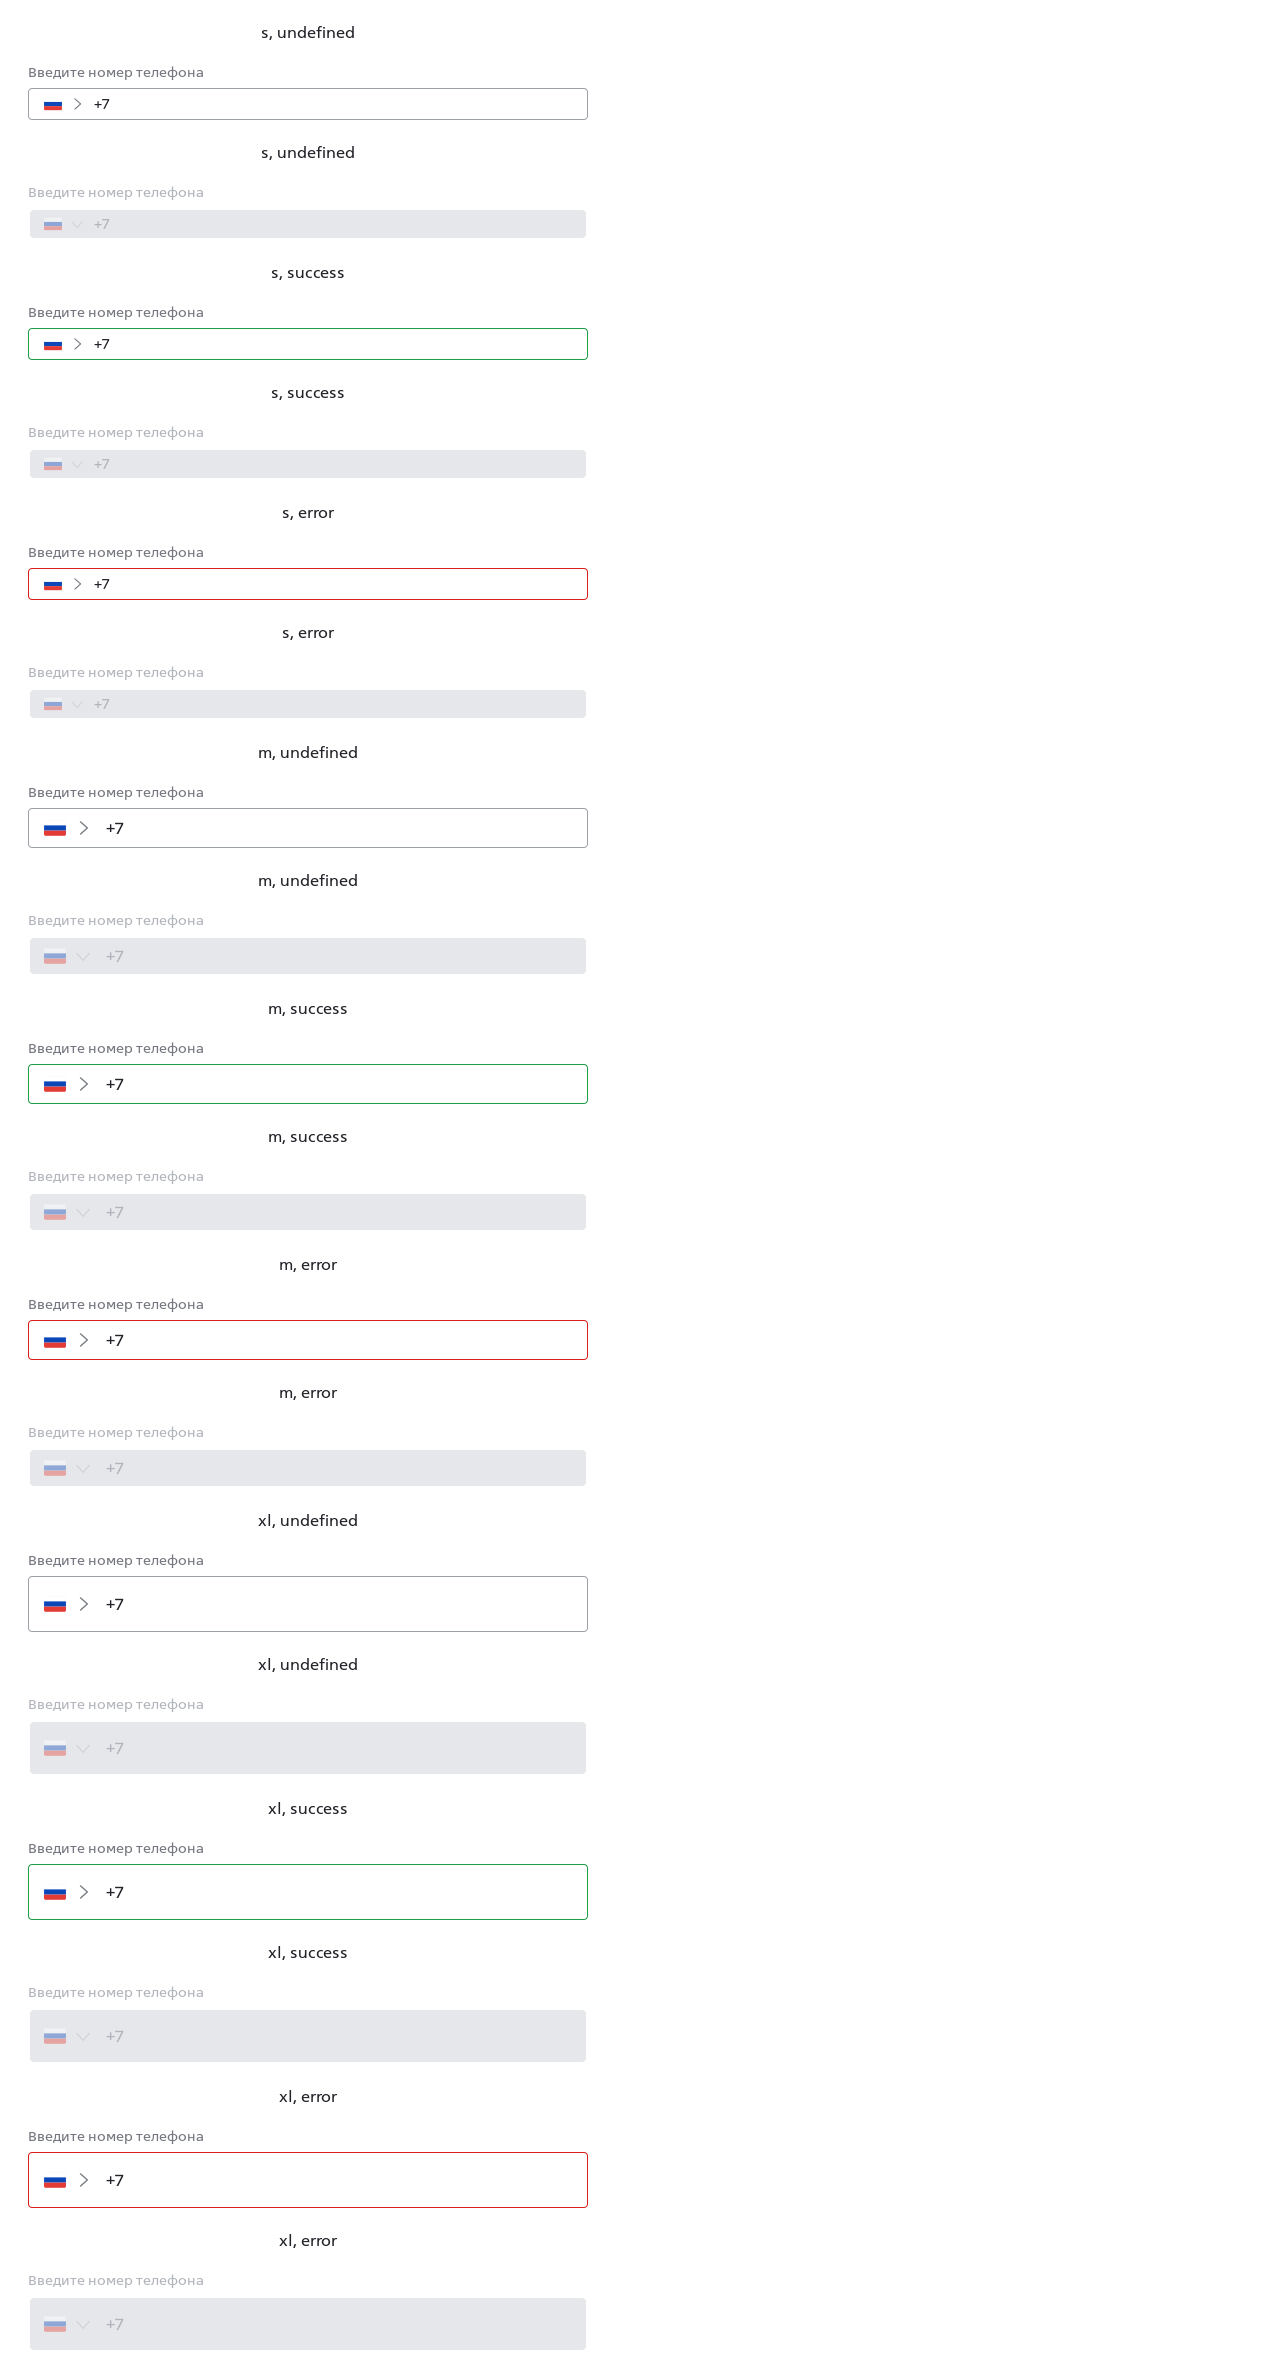 s, undefined
Введите номер телефона
+7
s, undefined
Введите номер телефона
+7
s, success
Введите номер телефона
+7
s, success
Введите номер телефона
+7
s, error
Введите номер телефона
+7
s, error
Введите номер телефона
+7
m, undefined
Введите номер телефона
+7
m, undefined
Введите номер телефона
+7
m, success
Введите номер телефона
+7
m, success
Введите номер телефона
+7
m, error
Введите номер телефона
+7
m, error
Введите номер телефона
+7
xl, undefined
Введите номер телефона
+7
xl, undefined
Введите номер телефона
+7
xl, success
Введите номер телефона
+7
xl, success
Введите номер телефона
+7
xl, error
Введите номер телефона
+7
xl, error
Введите номер телефона
+7